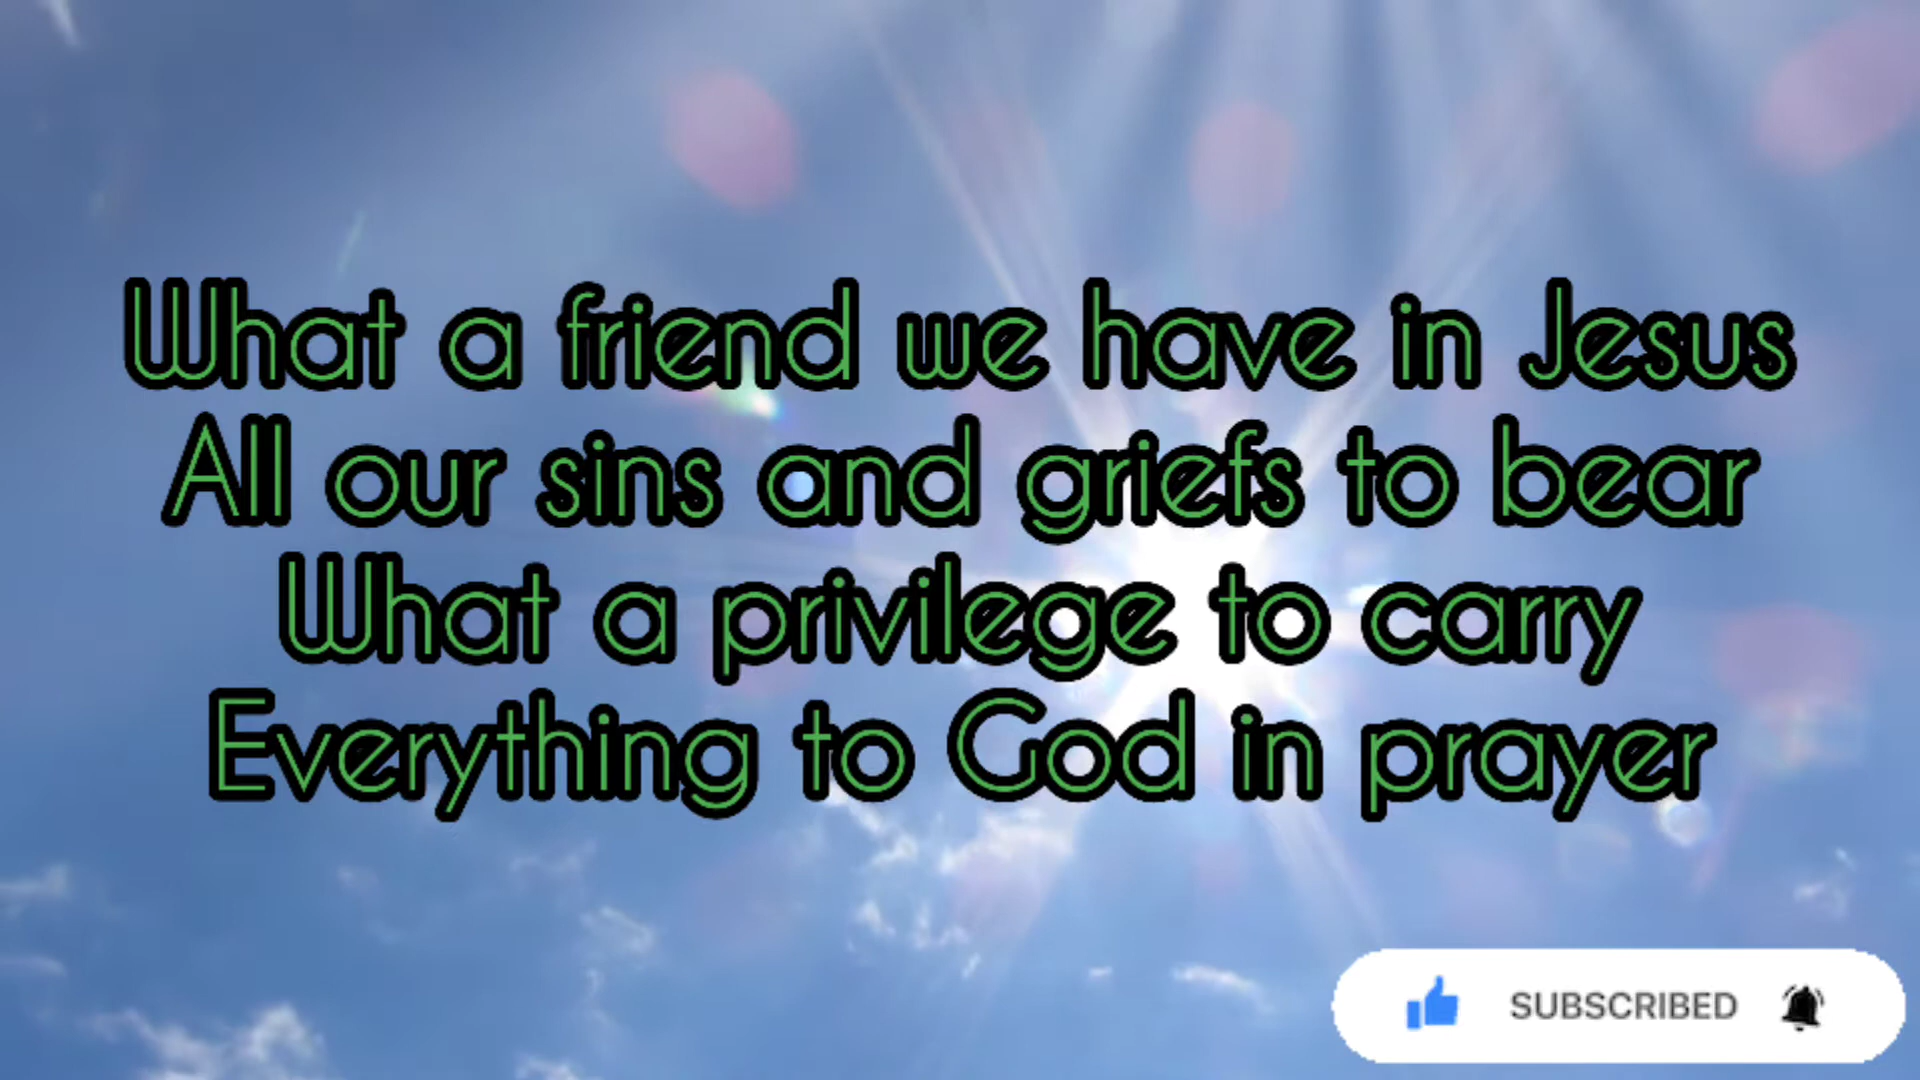 What a friend we have in Jesus
All our sins and griefs to bear
What a privilege to carry
Everything to God in prayer
SUBSCRIBED